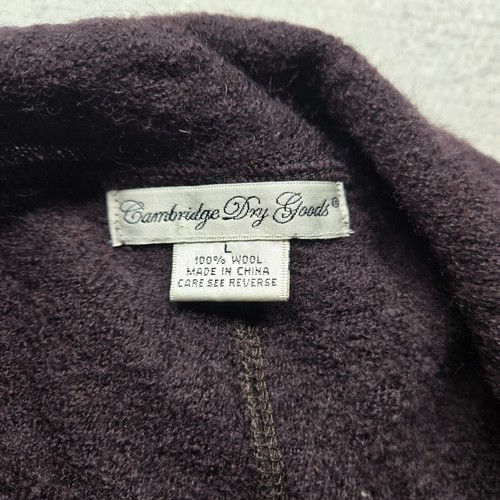 Cambridge Dry Goods®
L
100% WOOL
MADE IN CHINA
CARE SEE REVERSE